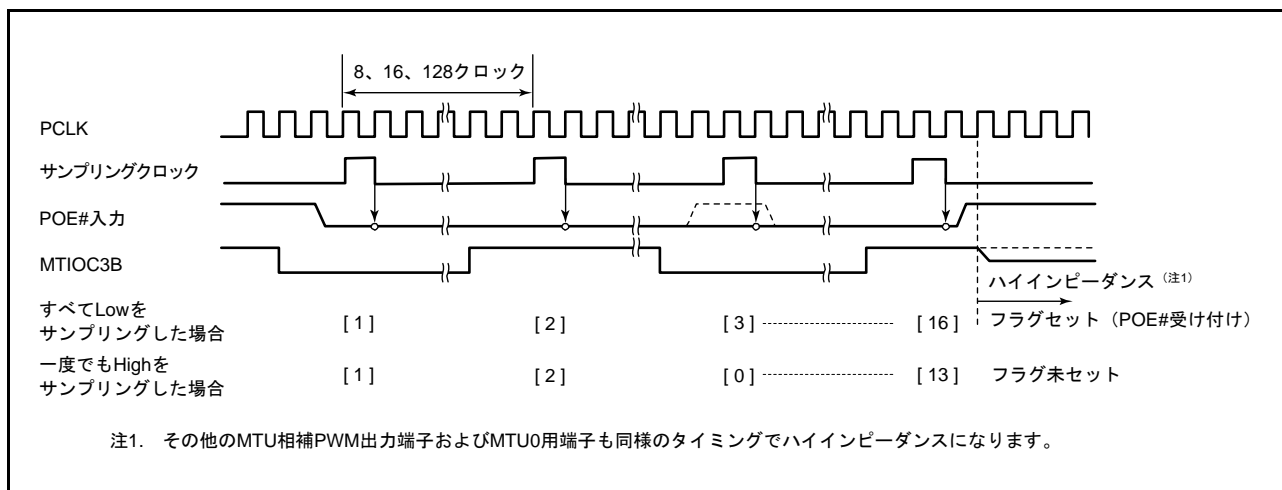 8、16、128クロック
PCLK
サンプリングクロック
POE#入力
MTIOC3B
ハイインピーダンス（注1）
すべてLowを
サンプリングした場合
[ 1 ] [ 2 ] [ 3 ] [ 16 ] フラグセット（POE#受け付け）
一度でもHighを
サンプリングした場合
[ 1 ] [ 2 ] [ 0 ] [ 13 ] フラグ未セット
注1. その他のMTU相補PWM出力端子およびMTU0用端子も同様のタイミングでハイインピーダンスになります。